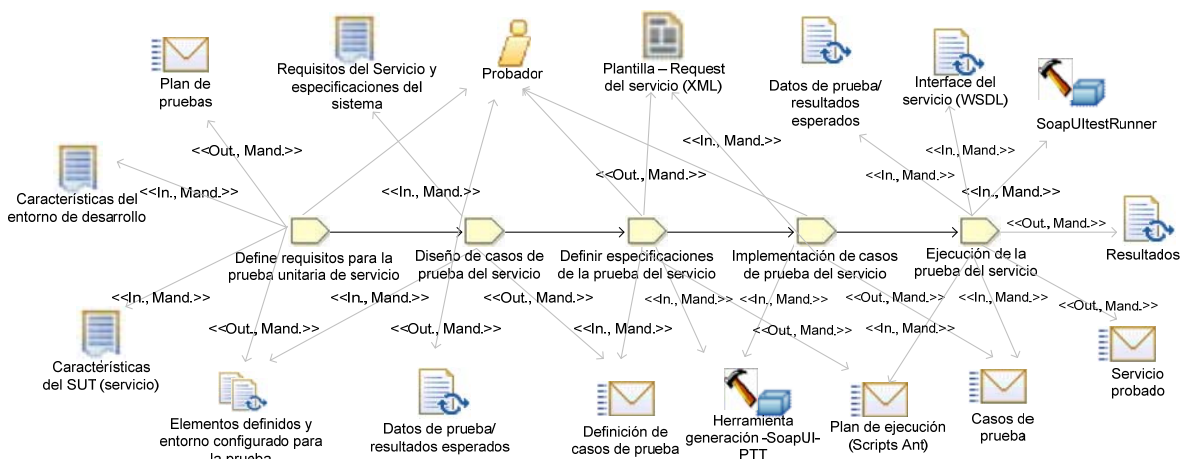 Plan de
pruebas
Requisitos del Servicio y
especificaciones del
sistema
Probador
Plantilla – Request
del servicio (XML)
Datos de prueba/
resultados
esperados
Interface del
servicio (WSDL)
SoapUItestRunner
<<Out., Mand.>>
<<In., Mand.>>
<<In., Mand.>>
<<Out., Mand.>>
<<In., Mand.>>
<<In., Mand.>>
<<In., Mand.>>
<<In., Mand.>>
Características del
entorno de desarrollo
<<Out., Mand.>>
Resultados
Define requisitos para la
prueba unitaria de servicio
Diseño de casos de
prueba del servicio
Definir especificaciones
de la prueba del servicio
Implementación de casos
de prueba del servicio
Ejecución de la
prueba del servicio
<<In., Mand.>>
<<Out., Mand.>>
<<In., Mand.>>
<<Out., Mand.>>
<<Out., Mand.>>
<<In., Mand.>>
<<In., Mand.>>
<<Out., Mand.>>
<<In., Mand.>>
<<Out., Mand.>>
<<In., Mand.>>
<<In., Mand.>>
<<Out., Mand.>>
Características
del SUT (servicio)
Elementos definidos y
entorno configurado para
la prueba
Datos de prueba/
resultados esperados
Definición de
casos de prueba
Herramienta
generación -SoapUI-
PTT
Plan de ejecución
(Scripts Ant)
Casos de
prueba
Servicio
probado